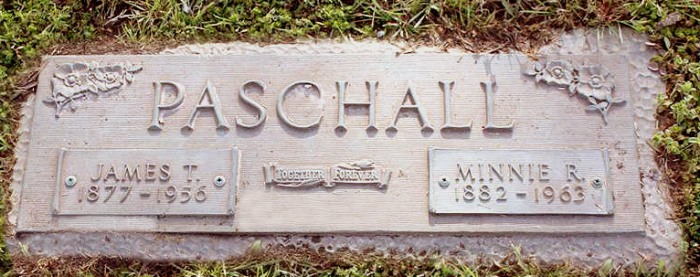 PASCHALL
JAMES T.
1877-1956
TOGETHER FOREVER
MINNIE R.
1882-1963